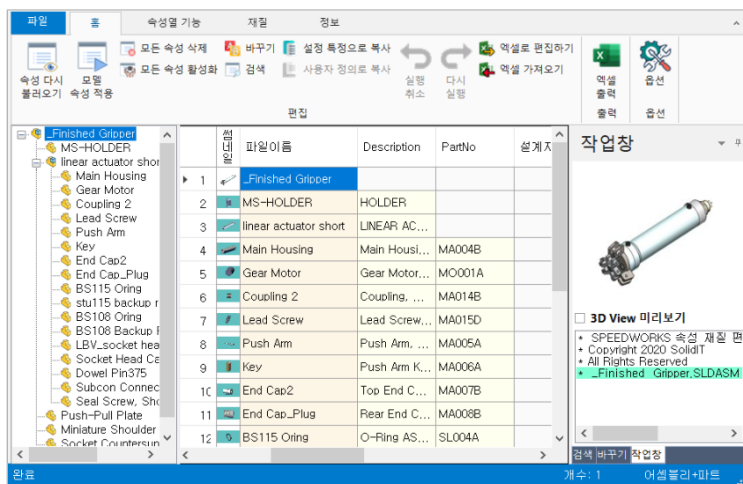 파일 홈 속성열 기능 재질 정보
모든 속성 삭제 바꾸기 설정 특정으로 복사 엑셀로 편집하기
모든 속성 활성화 검색 사용자 정의로 복사 엑셀 가져오기
속성 다시 불러오기
모델 속성 적용
실행 취소
다시 실행
엑셀 출력
옵션
편집 출력 옵션
_Finished Gripper
MS-HOLDER
linear actuator shor
Main Housing
Gear Motor
Coupling 2
Lead Screw
Push Arm
Key
End Cap2
End Cap_Plug
BS115 Oring
stu115 backup r
BS108 Oring
BS108 Backup
LBV_socket hea
Socket Head Ca
Dowel Pin375
Subcon Connec
Seal Screw, Sho
Push-Pull Plate
Miniature Shoulder
Socket Countersun
썸네일 파일이름 Description PartNo 설계
1 _Finished Gripper
2 MS-HOLDER HOLDER
3 linear actuator short LINEAR AC...
4 Main Housing Main Housi... MA004B
5 Gear Motor Gear Motor... MO001A
6 Coupling 2 Coupling, ... MA014B
7 Lead Screw Lead Screw... MA015D
8 Push Arm Push Arm, ... MA005A
9 Key Push Arm K... MA006A
10 End Cap2 Top End C... MA007B
11 End Cap_Plug Rear End C... MA008B
12 BS115 Oring O-Ring AS... SL004A
작업창
3D View 미리보기
* SPEEDWORKS 속성 재질 편
+ Copyright 2020 SolidIT
* All Rights Reserved
* _Finished Gripper.SLDASM
검색 바꾸기 작업창
완료 개수: 1 어셈블리+파트